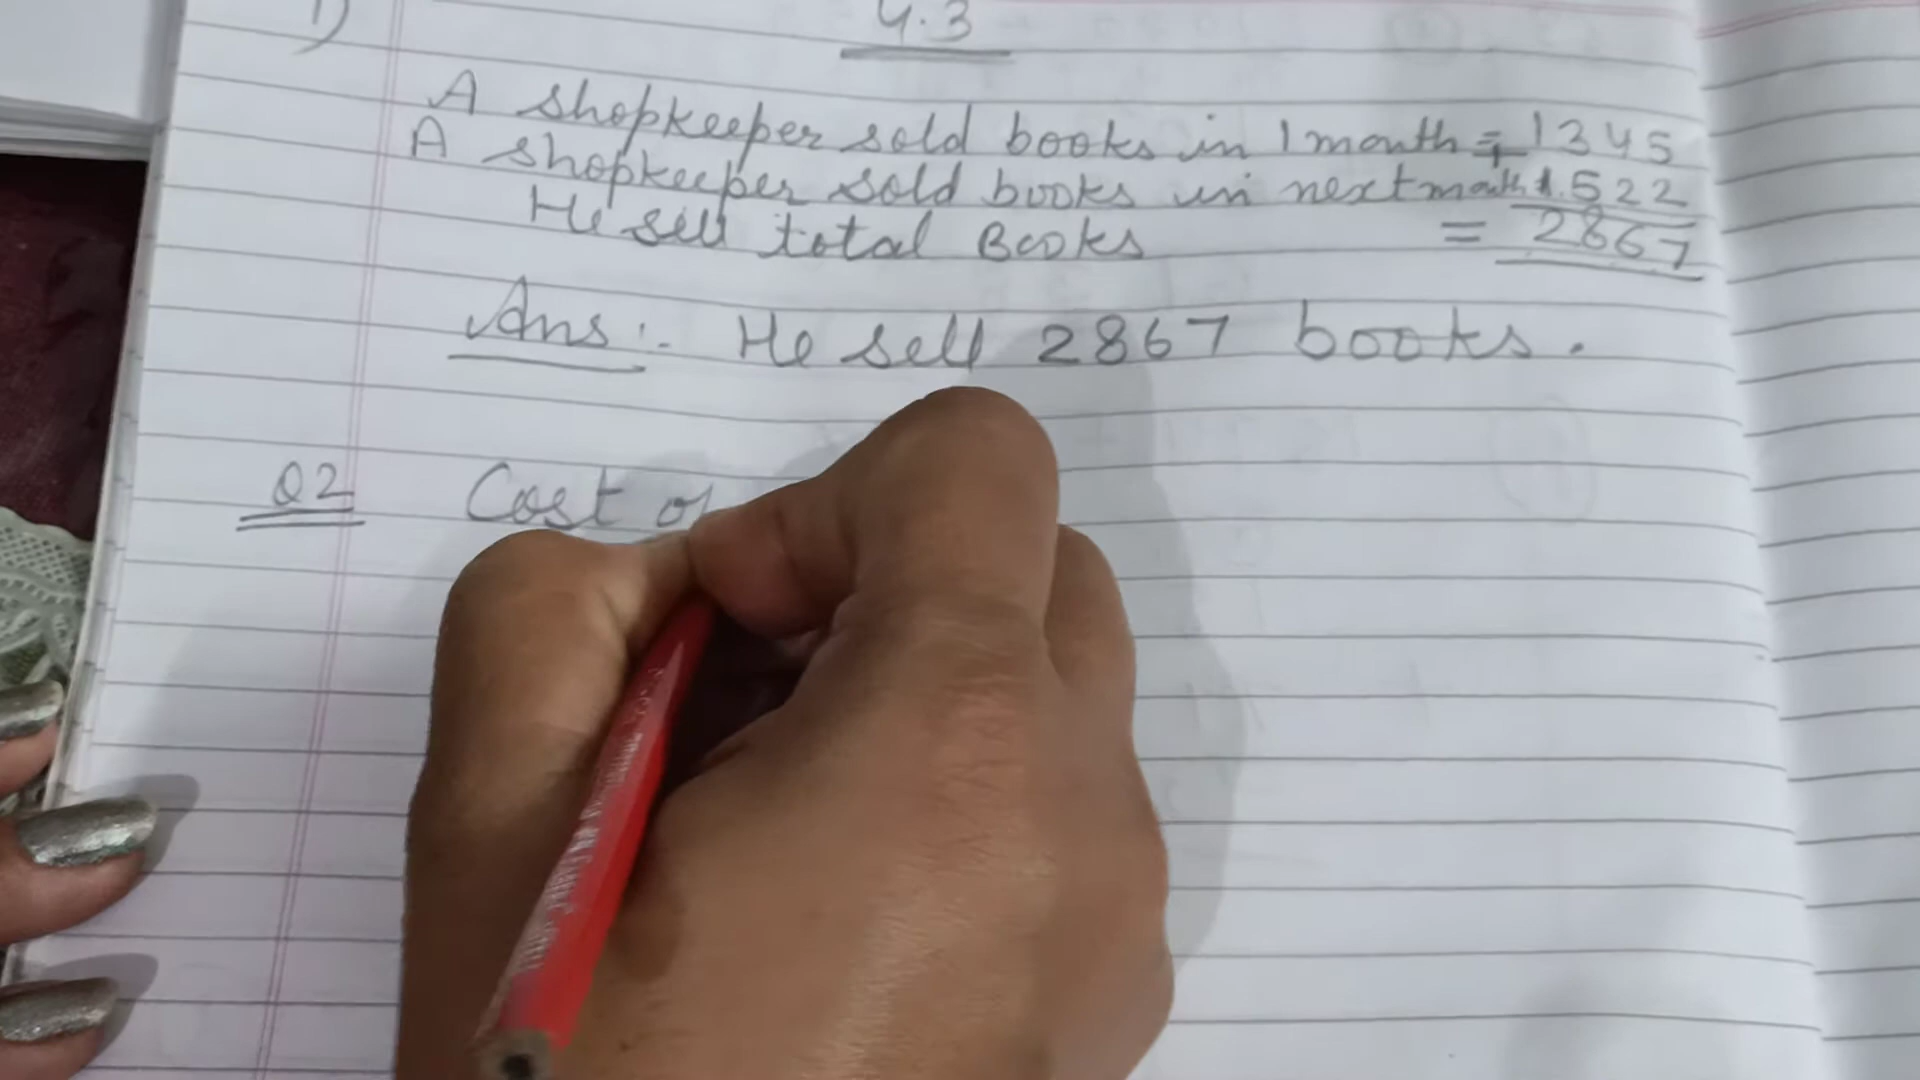 1) 4.3
A shopkeeper sold books in 1 month = + 1345
A shopkeeper sold books in next month 1522
He sell total Books = 2867
Ans :- He sell 2867 books.
Q2 Cost of